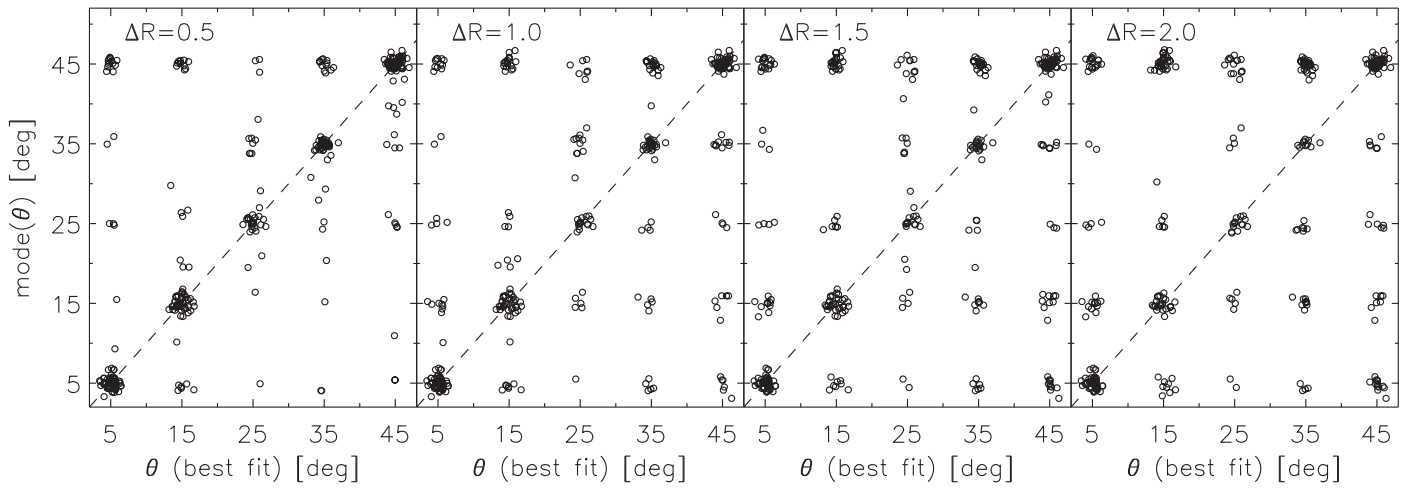 ΔR=0.5 ΔR=1.0 ΔR=1.5 ΔR=2.0
mode(θ) [deg]
45
35
25
15
5
5 15 25 35 45 5 15 25 35 45 5 15 25 35 45 5 15 25 35 45
θ (best fit) [deg] θ (best fit) [deg] θ (best fit) [deg] θ (best fit) [deg]